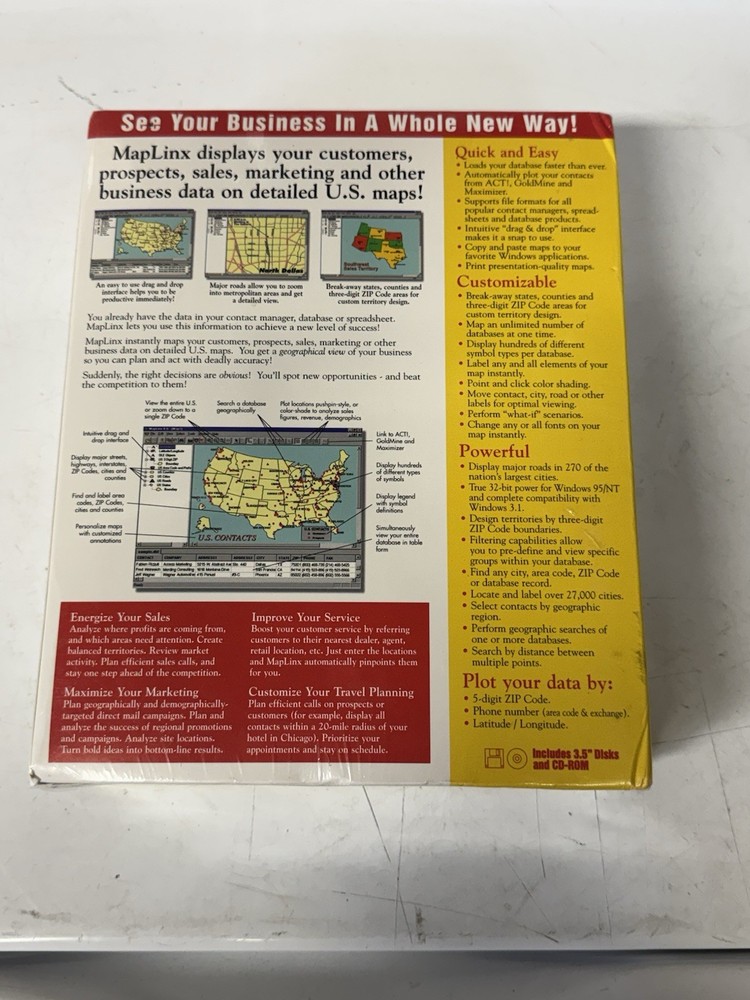 See Your Business In A Whole New Way!
MapLinx displays your customers,
prospects, sales, marketing and other
business data on detailed U.S. maps!
North Dallas
Southwest
Sales Territory
An easy to use drag and drop
interface helps you to be
productive immediately!
Major roads allow you to zoom
into metropolitan areas and get
a detailed view.
Break-away states, counties and
three-digit ZIP Code areas for
custom territory design.
You already have the data in your contact manager, database or spreadsheet.
MapLinx lets you use this information to achieve a new level of success!
MapLinx instantly maps your customers, prospects, sales, marketing or other
business data on detailed U.S. maps. You get a geographical view of your business
so you can plan and act with deadly accuracy!
Suddenly, the right decisions are obvious! You'll spot new opportunities - and beat
the competition to them!
View the entire U.S.
or zoom down to a
single ZIP Code
Search a database
geographically
Plot locations pushpin-style, or
color-shade to analyze sales
figures, revenue, demographics
Intuitive drag and
drop interface
Display major streets,
highways, interstates,
ZIP Codes, cities and
counties
Find and label area
codes, ZIP Codes,
cities and counties
Personalize maps
with customized
annotations
Link to ACT!,
GoldMine and
Maximizer
Display hundreds
of different types
of symbols
Display legend
with symbol
definitions
Simultaneously
view your entire
database in table
form
U.S. CONTACTS
Energize Your Sales
Analyze where profits are coming from,
and which areas need attention. Create
balanced territories. Review market
activity. Plan efficient sales calls, and
stay one step ahead of the competition.
Improve Your Service
Boost your customer service by referring
customers to their nearest dealer, agent,
retail location, etc. Just enter the locations
and MapLinx automatically pinpoints them
for you.
Maximize Your Marketing
Plan geographically and demographically-
targeted direct mail campaigns. Plan and
analyze the success of regional promotions
and campaigns. Analyze site locations.
Turn bold ideas into bottom-line results.
Customize Your Travel Planning
Plan efficient calls on prospects or
customers (for example, display all
contacts within a 20-mile radius of your
hotel in Chicago). Prioritize your
appointments and stay on schedule.
Quick and Easy
• Loads your database faster than ever.
• Automatically plot your contacts
from ACT!, GoldMine and
Maximizer.
• Supports file formats for all
popular contact managers, spread-
sheets and database products.
• Intuitive "drag & drop" interface
makes it a snap to use.
• Copy and paste maps to your
favorite Windows applications.
• Print presentation-quality maps.
Customizable
• Break-away states, counties and
three-digit ZIP Code areas for
custom territory design.
• Map an unlimited number of
databases at one time.
• Display hundreds of different
symbol types per database.
• Label any and all elements of your
map instantly.
• Point and click color shading.
• Move contact, city, road or other
labels for optimal viewing.
• Perform "what-if" scenarios.
• Change any or all fonts on your
map instantly.
Powerful
• Display major roads in 270 of the
nation's largest cities.
• True 32-bit power for Windows 95/NT
and complete compatibility with
Windows 3.1.
• Design territories by three-digit
ZIP Code boundaries.
• Filtering capabilities allow
you to pre-define and view specific
groups within your database.
• Find any city, area code, ZIP Code
or database record.
• Locate and label over 27,000 cities.
• Select contacts by geographic
region.
• Perform geographic searches of
one or more databases.
• Search by distance between
multiple points.
Plot your data by:
• 5-digit ZIP Code.
• Phone number (area code & exchange).
• Latitude / Longitude.
Includes 3.5" Disks
and CD-ROM